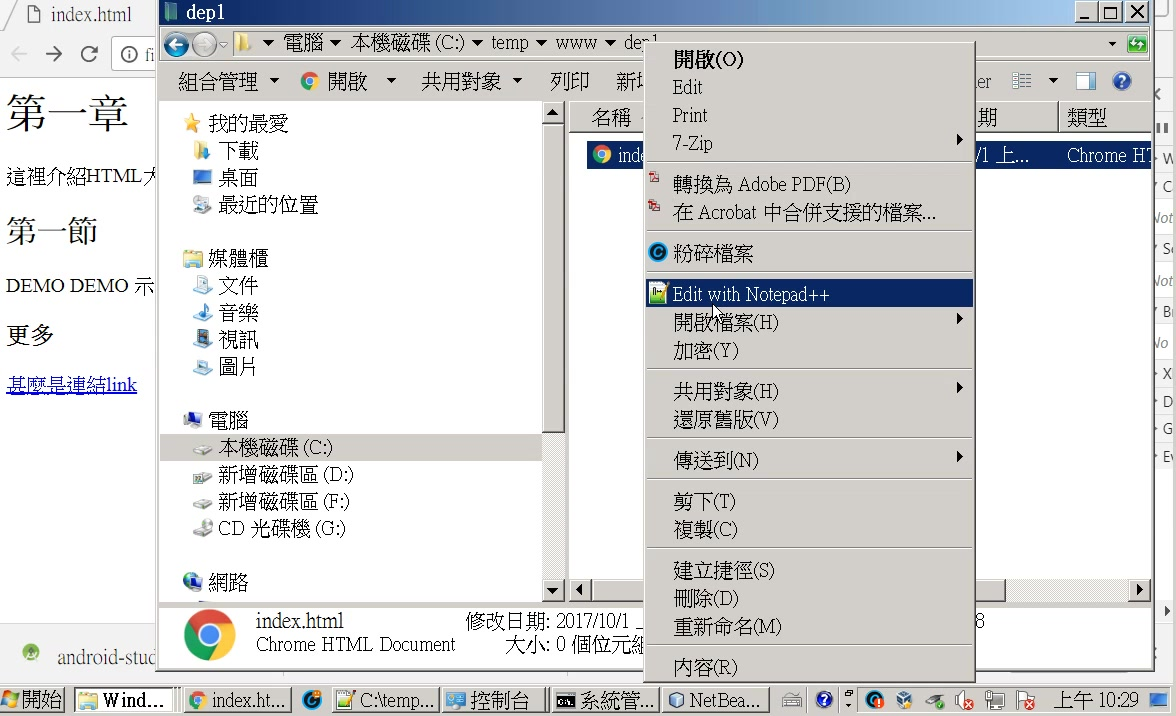 index.html
dep1
fi
電腦 本機磁碟 (C:) temp www dep1
組合管理 開啟 共用對象 列印
第一章
這裡介紹HTML
第一節
DEMO DEMO 示
更多
甚麼是連結link
android-stud
我的最愛
下載
桌面
最近的位置
媒體櫃
文件
音樂
視訊
圖片
電腦
本機磁碟 (C:)
新增磁碟區 (D:)
新增磁碟區 (F:)
CD 光碟機 (G:)
網路
名稱 期 類型
inde /1 上... Chrome HT
開啟(O)
Edit
Print
7-Zip
轉換為 Adobe PDF(B)
在 Acrobat 中合併支援的檔案...
粉碎檔案
Edit with Notepad++
開啟檔案(H)
加密(Y)
共用對象(H)
還原舊版(V)
傳送到(N)
剪下(T)
複製(C)
建立捷徑(S)
刪除(D)
重新命名(M)
內容(R)
index.html 修改日期: 2017/10/1
Chrome HTML Document 大小: 0 個位元組
開始 Wind... index.ht... C:\temp... 控制台 系統管... NetBea... 上午 10:29